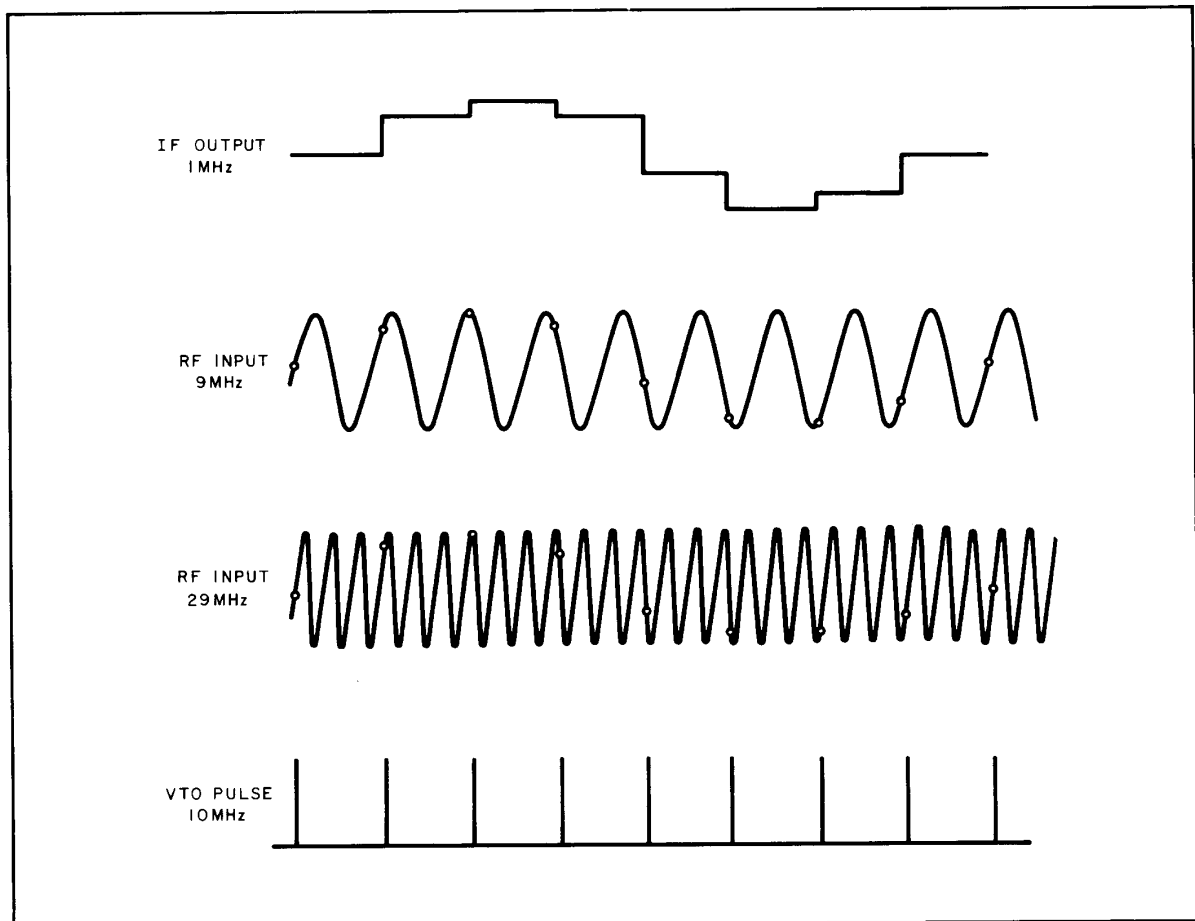 IF OUTPUT
1MHz
RF INPUT
9MHz
RF INPUT
29MHz
VTO PULSE
10MHz